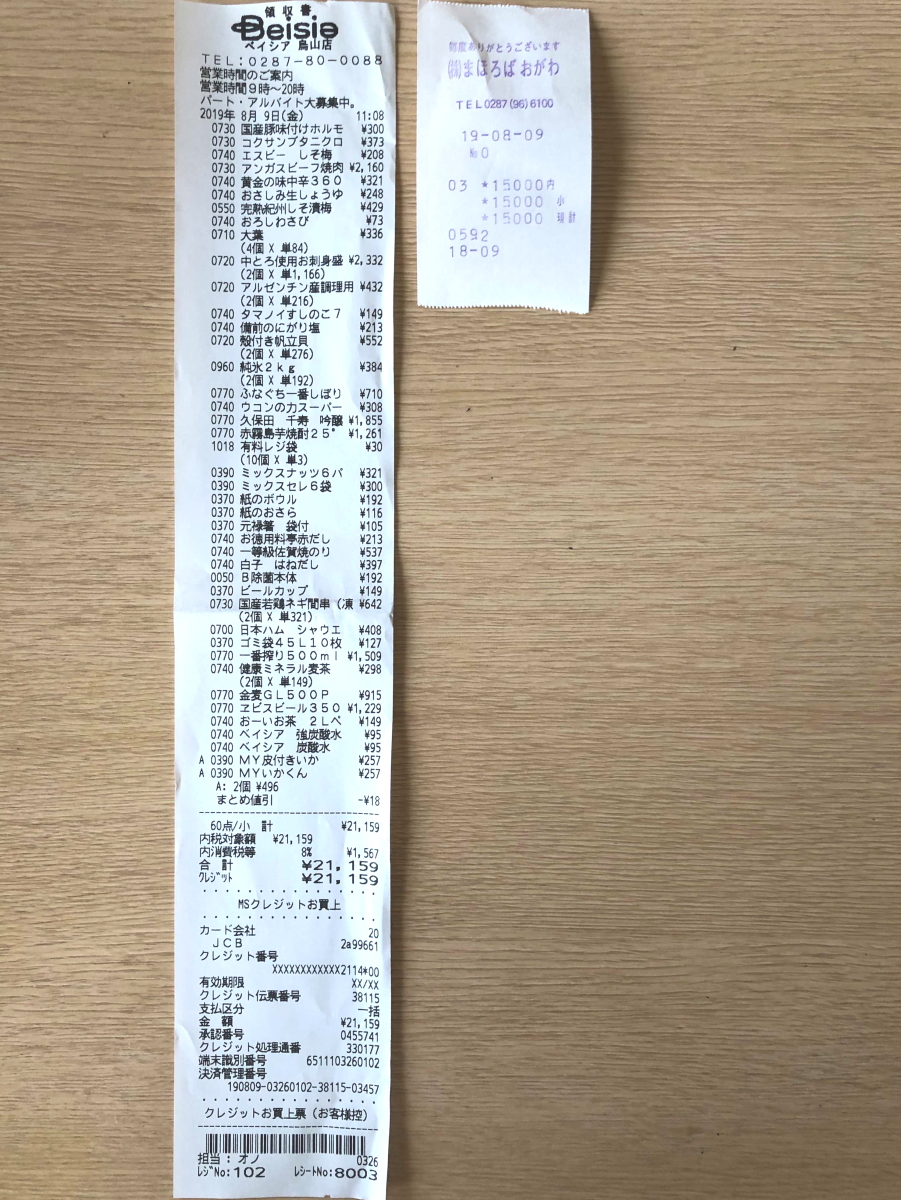 領収書
Beisia
ベイシア 烏山店
TEL:0287-80-0088
営業時間のご案内
営業時間9時～20時
パート・アルバイト大募集中。
2019年 8月 9日(金) 11:08
0730 国産豚味付けホルモ ¥300
0730 コクサンブタニクロ ¥373
0740 エスビー しそ梅 ¥208
0730 アンガスビーフ焼肉 ¥2,160
0740 黄金の味中辛360 ¥321
0740 おさしみ生しょうゆ ¥248
0550 完熟紀州しそ漬梅 ¥429
0740 おろしわさび ¥73
0710 大葉 ¥336
(4個 X 単84)
0720 中とろ使用お刺身盛 ¥2,332
(2個 X 単1,166)
0720 アルゼンチン産調理用 ¥432
(2個 X 単216)
0740 タマノイすしのこ7 ¥149
0740 備前のにがり塩 ¥213
0720 殻付き帆立貝 ¥552
(2個 X 単276)
0960 純氷2kg ¥384
(2個 X 単192)
0770 ふなぐち一番しぼり ¥710
0740 ウコンの力スーパー ¥308
0770 久保田 千寿 吟醸 ¥1,855
0770 赤霧島芋焼酎25° ¥1,261
1018 有料レジ袋 ¥30
(10個 X 単3)
0390 ミックスナッツ6パ ¥321
0390 ミックスセレ6袋 ¥300
0370 紙のボウル ¥192
0370 紙のおさら ¥116
0370 元禄箸 袋付 ¥105
0740 お徳用料亭赤だし ¥213
0740 一等級佐賀焼のり ¥537
0740 白子 はねだし ¥397
0050 B除菌本体 ¥192
0370 ビールカップ ¥149
0730 国産若鶏ネギ間串（凍 ¥642
(2個 X 単321)
0700 日本ハム シャウエ ¥408
0370 ゴミ袋45L10枚 ¥127
0770 一番搾り500ml ¥1,509
0740 健康ミネラル麦茶 ¥298
(2個 X 単149)
0770 金麦GL500P ¥915
0770 ヱビスビール350 ¥1,229
0740 おーいお茶 2Lペ ¥149
0740 ベイシア 強炭酸水 ¥95
0740 ベイシア 炭酸水 ¥95
A 0390 MY皮付きいか ¥257
A 0390 MYいかくん ¥257
A: 2個 ¥496
まとめ値引 -¥18
60点/小 計 ¥21,159
内税対象額 ¥21,159
内消費税等 8% ¥1,567
合 計 ¥21,159
ｸﾚｼﾞｯﾄ ¥21,159
MSクレジットお買上
カード会社 20
JCB 2a99661
クレジット番号
XXXXXXXXXXXX2114*00
有効期限 XX/XX
クレジット伝票番号 38115
支払区分 一括
金 額 ¥21,159
承認番号 0455741
クレジット処理通番 330177
端末識別番号 6511103260102
決済管理番号
190809-03260102-38115-03457
クレジットお買上票（お客様控）
担当：オノ 0326
ﾚｼﾞNo:102 ﾚｼｰﾄNo:8003
毎度ありがとうございます
㈱まほろば おがわ
TEL0287(96)6100
19-08-09
№0
03 *15000内
*15000 小
*15000 現計
0592
18-09